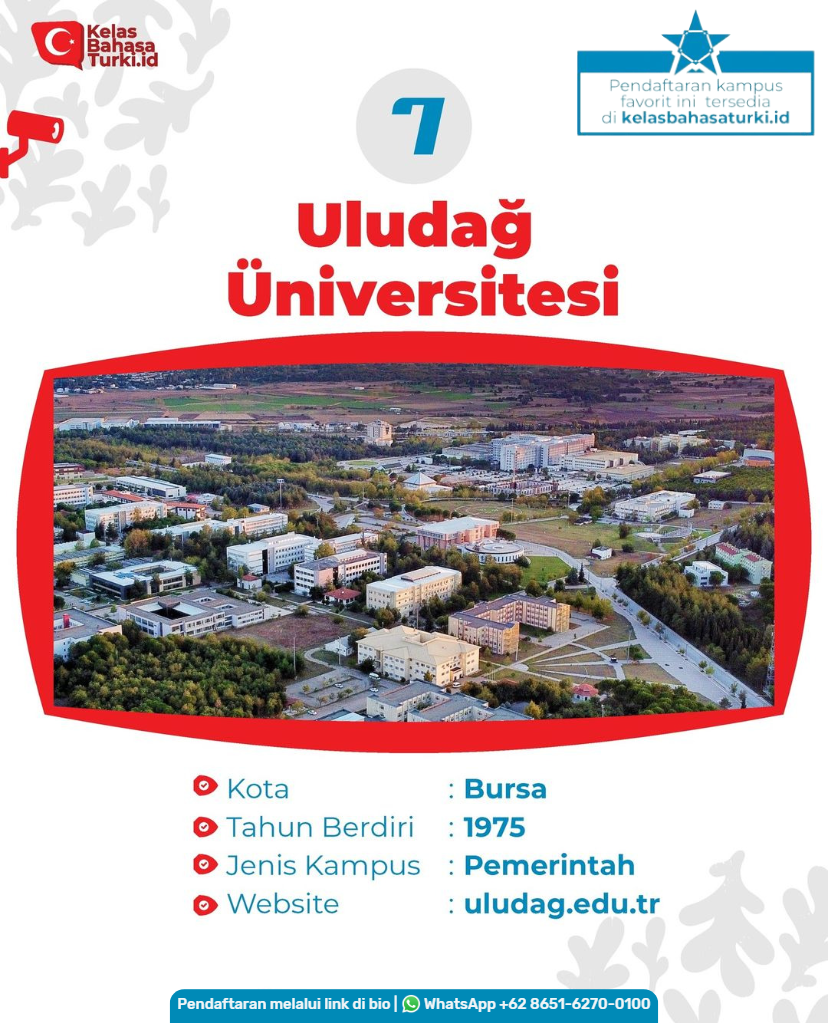 Kelas
Bahasa
Turki.id
Pendaftaran kampus
favorit ini tersedia
di kelasbahasaturki.id
7
Uludağ
Üniversitesi
Kota : Bursa
Tahun Berdiri : 1975
Jenis Kampus : Pemerintah
Website : uludag.edu.tr
Pendaftaran melalui link di bio | WhatsApp +62 8651-6270-0100